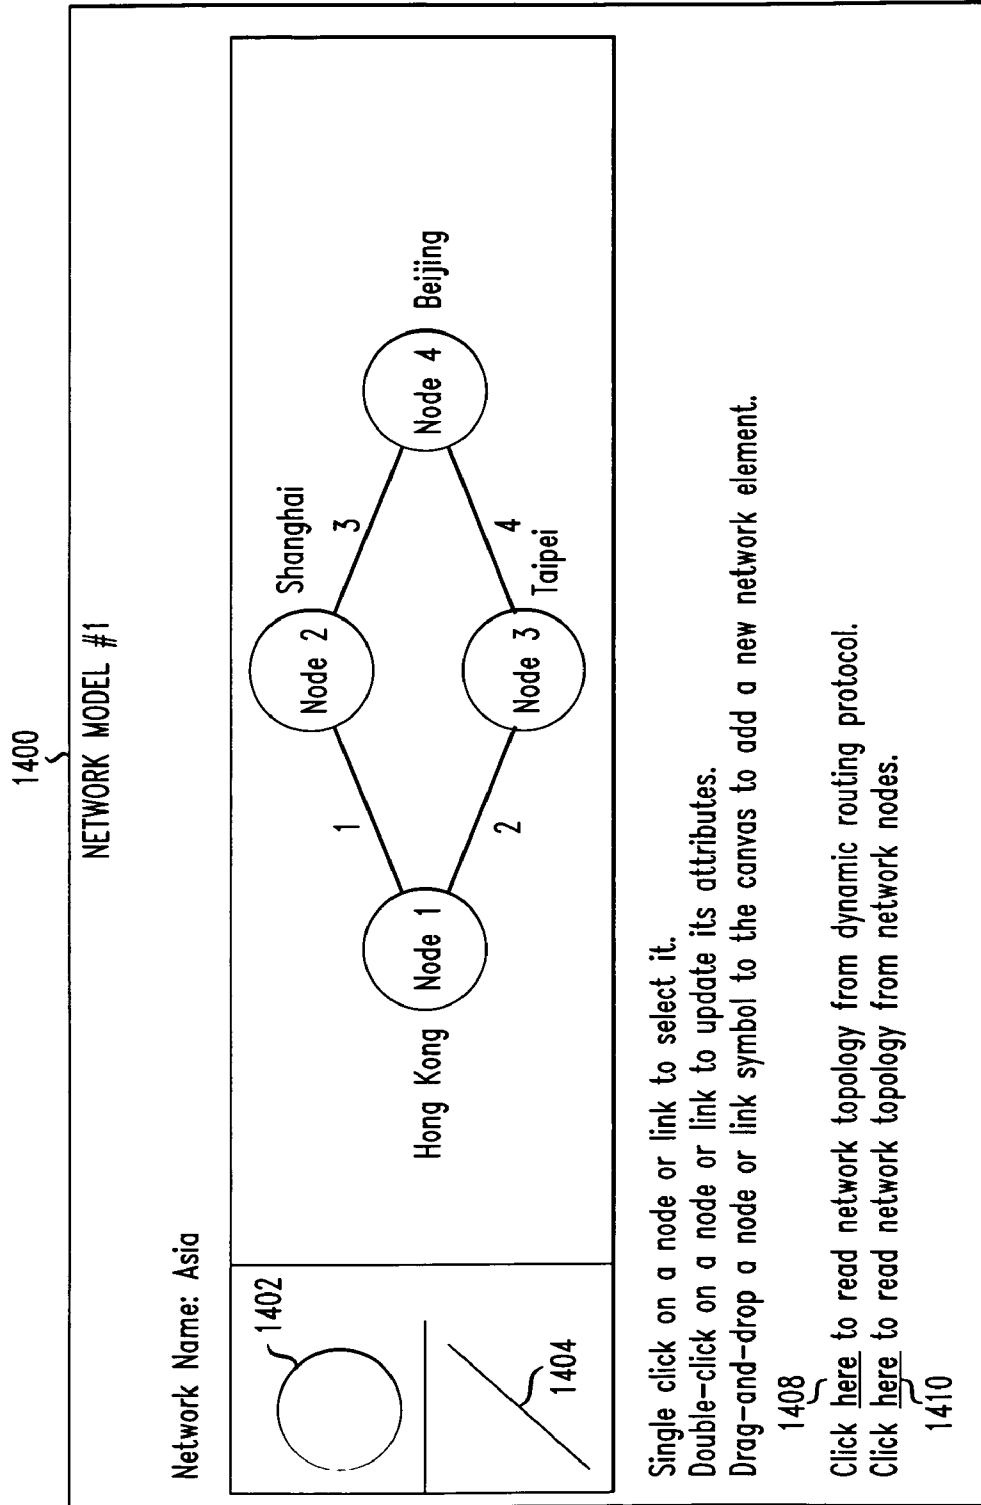 1400
NETWORK MODEL #1
Network Name: Asia
1402
1404
Shanghai
Node 2
1
3
Hong Kong
Node 1
Node 4
Beijing
2
4
Node 3
Taipei
Single click on a node or link to select it.
Double-click on a node or link to update its attributes.
Drag-and-drop a node or link symbol to the canvas to add a new network element.
1408
Click here to read network topology from dynamic routing protocol.
Click here to read network topology from network nodes.
1410